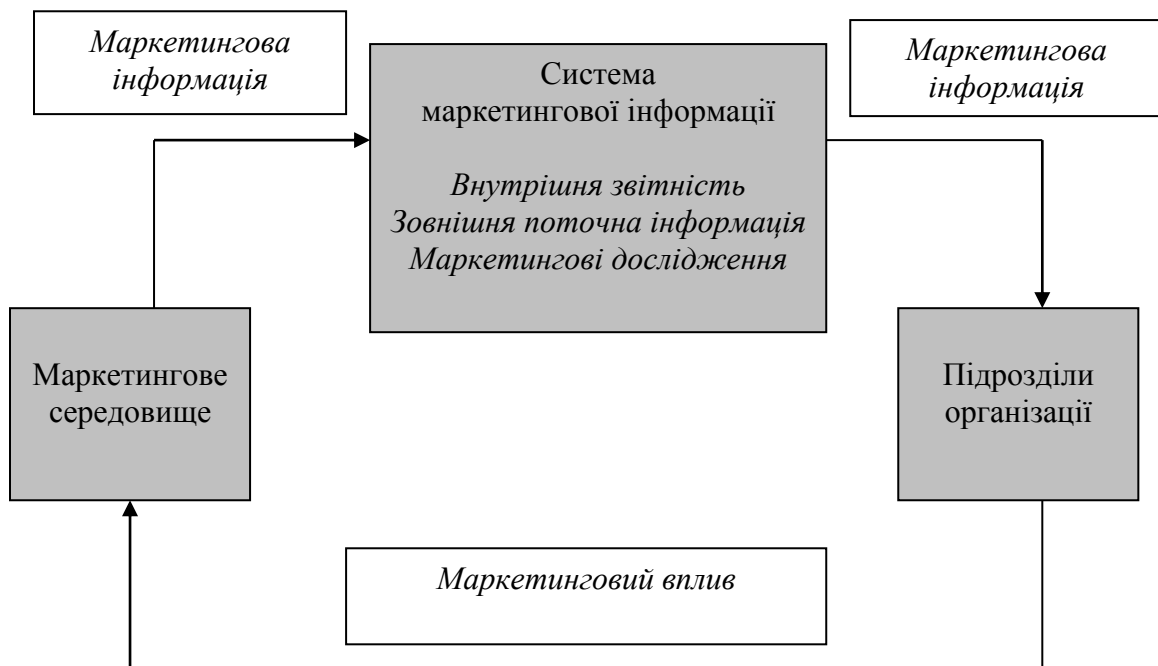 Маркетингова
інформація
Система
маркетингової інформації
Внутрішня звітність
Зовнішня поточна інформація
Маркетингові дослідження
Маркетингова
інформація
Маркетингове
середовище
Підрозділи
організації
Маркетинговий вплив